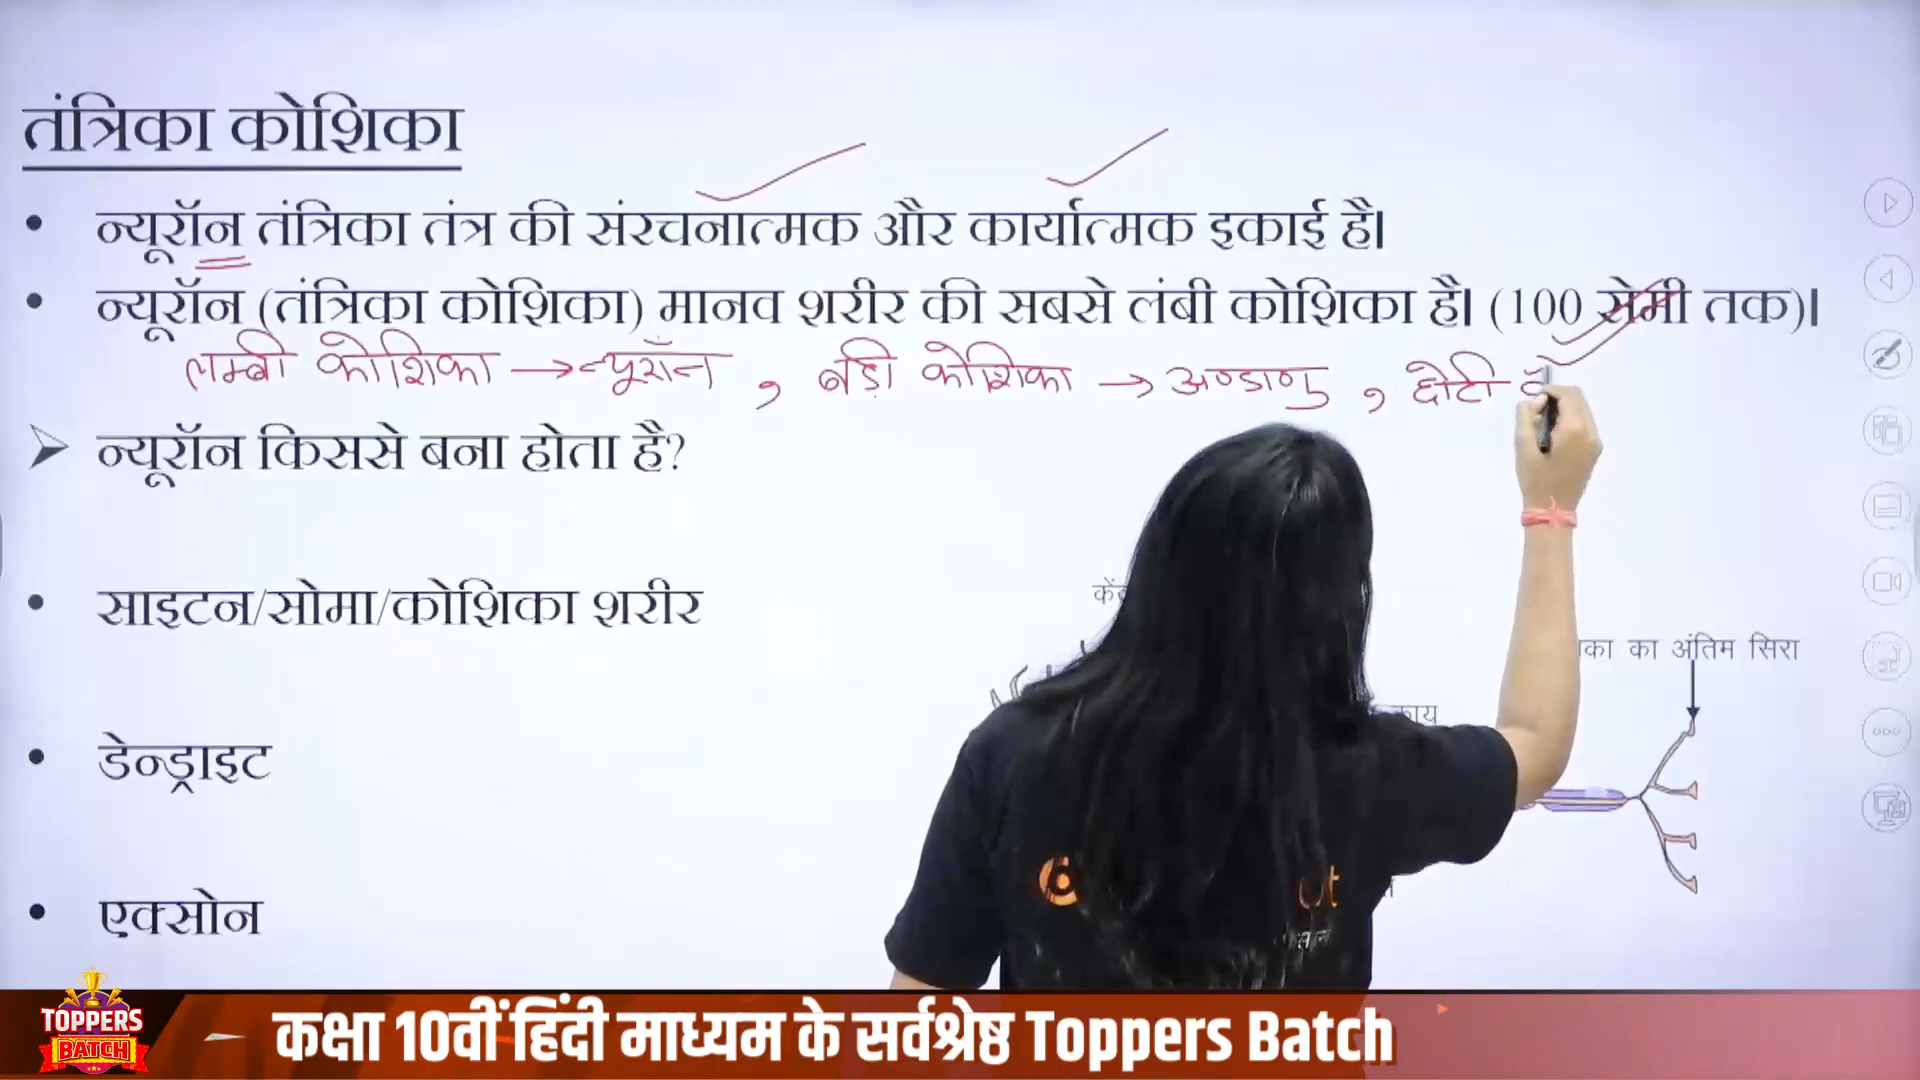 तंत्रिका कोशिका
• न्यूरॉन तंत्रिका तंत्र की संरचनात्मक और कार्यात्मक इकाई है।
• न्यूरॉन (तंत्रिका कोशिका) मानव शरीर की सबसे लंबी कोशिका है। (100 सेमी तक)।
लम्बी कोशिका → न्यूरॉन , बड़ी कोशिका → अण्डाणु , छोटी
➢ न्यूरॉन किससे बना होता है?
• साइटन/सोमा/कोशिका शरीर
का अंतिम सिरा
• डेन्ड्राइट
• एक्सोन
TOPPERS
BATCH
कक्षा 10वीं हिंदी माध्यम के सर्वश्रेष्ठ Toppers Batch